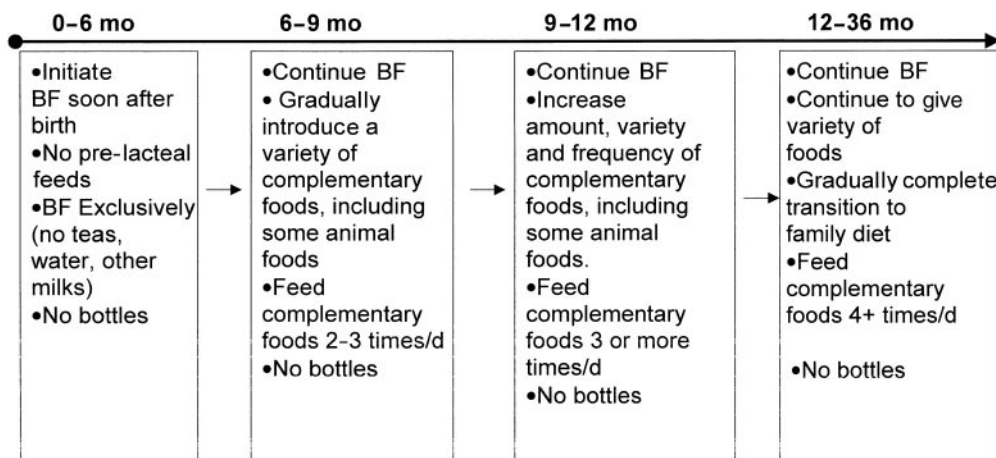 0–6 mo
6–9 mo
9–12 mo
12–36 mo
•Initiate
BF soon after
birth
•No pre-lacteal
feeds
•BF Exclusively
(no teas,
water, other
milks)
•No bottles
•Continue BF
• Gradually
introduce a
variety of
complementary
foods, including
some animal
foods
•Feed
complementary
foods 2–3 times/d
•No bottles
•Continue BF
•Increase
amount, variety
and frequency of
complementary
foods, including
some animal
foods.
•Feed
complementary
foods 3 or more
times/d
•No bottles
•Continue BF
•Continue to give
variety of
foods
•Gradually complete
transition to
family diet
•Feed
complementary
foods 4+ times/d
•No bottles